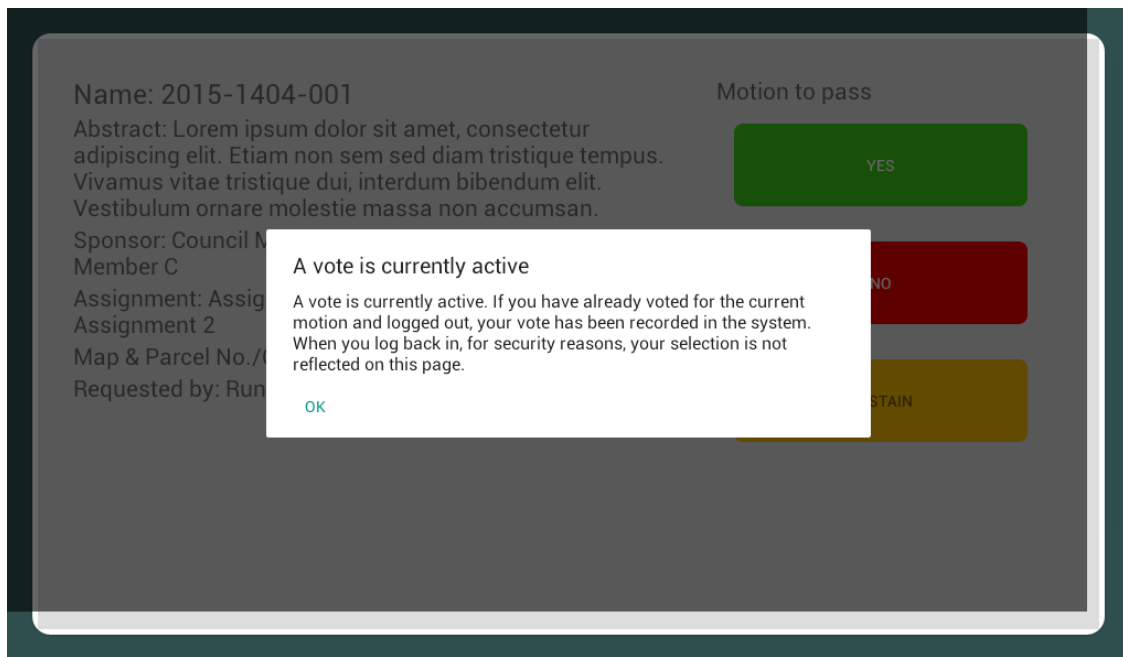 Name: 2015-1404-001
Abstract: Lorem ipsum dolor sit amet, consectetur
adipiscing elit. Etiam non sem sed diam tristique tempus.
Vivamus vitae tristique dui, interdum bibendum elit.
Vestibulum ornare molestie massa non accumsan.
Sponsor: Council M
Member C
Assignment: Assig
Assignment 2
Map & Parcel No./
Requested by: Run
Motion to pass
YES
NO
STAIN
A vote is currently active
A vote is currently active. If you have already voted for the current
motion and logged out, your vote has been recorded in the system.
When you log back in, for security reasons, your selection is not
reflected on this page.
OK